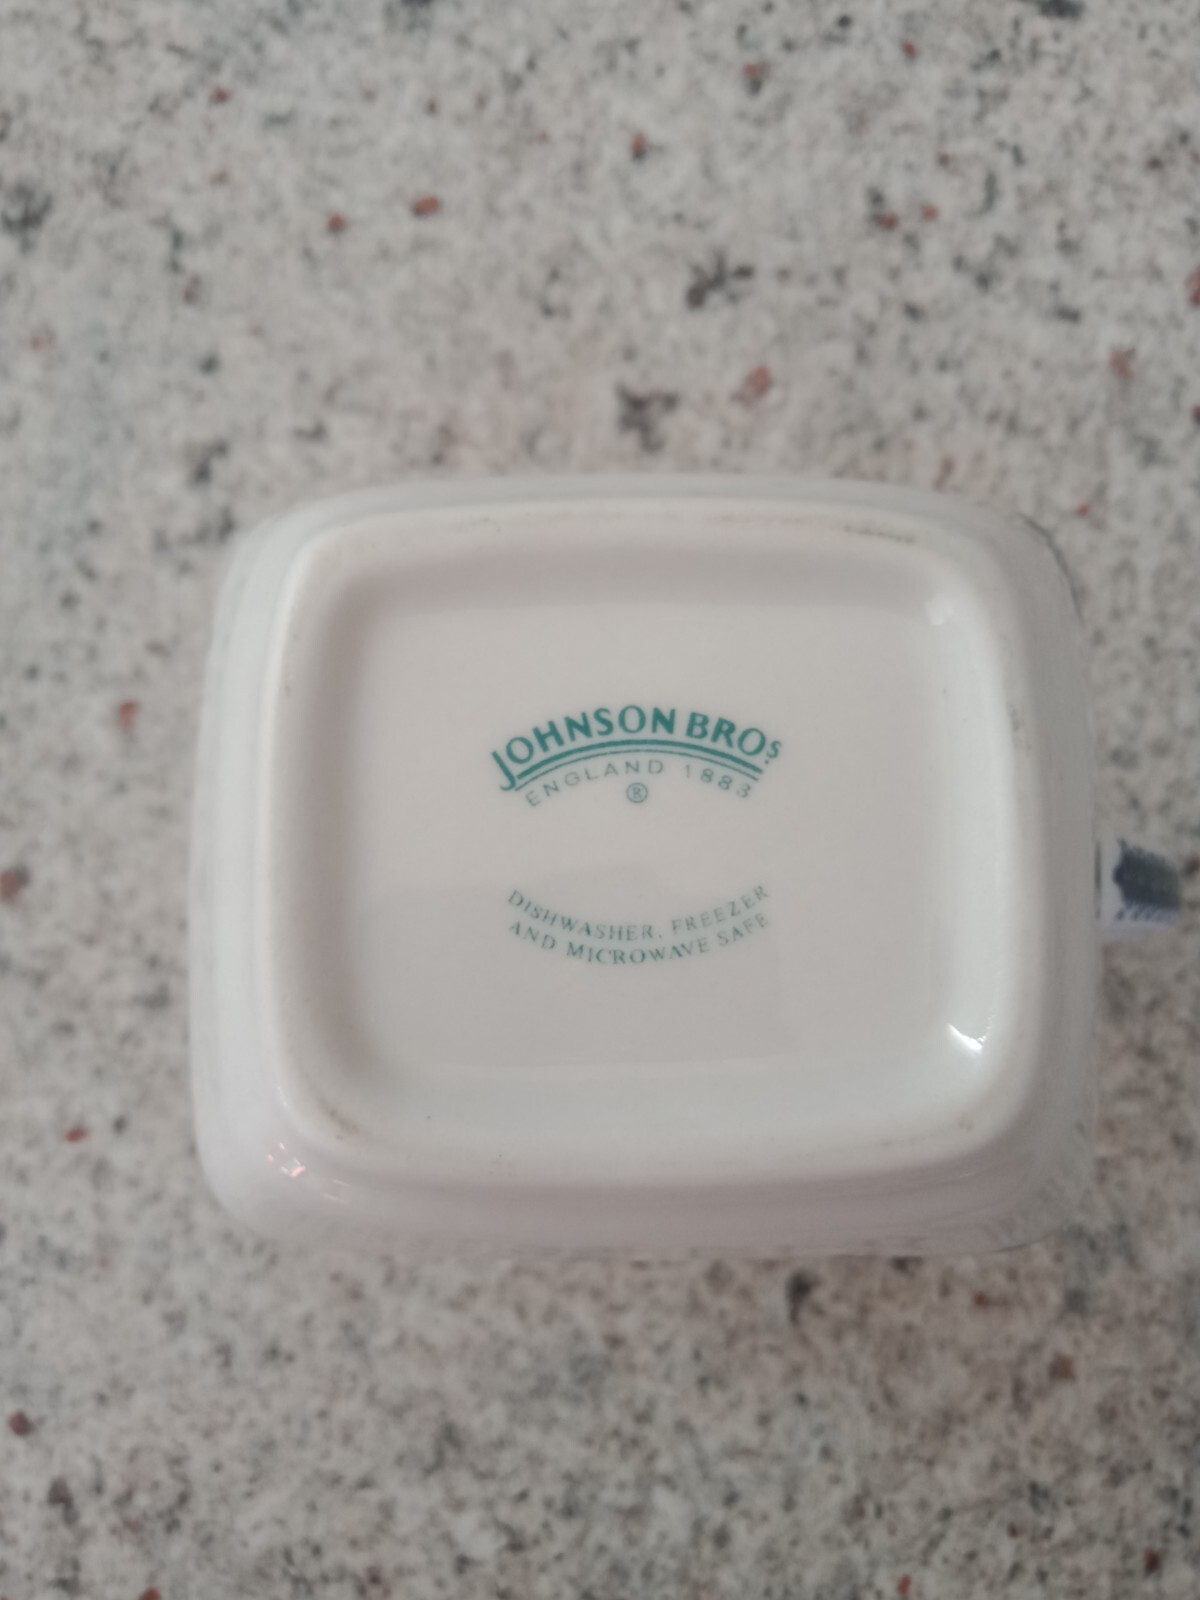 JOHNSON BROS.
ENGLAND 1883
®
DISHWASHER, FREEZER
AND MICROWAVE SAFE